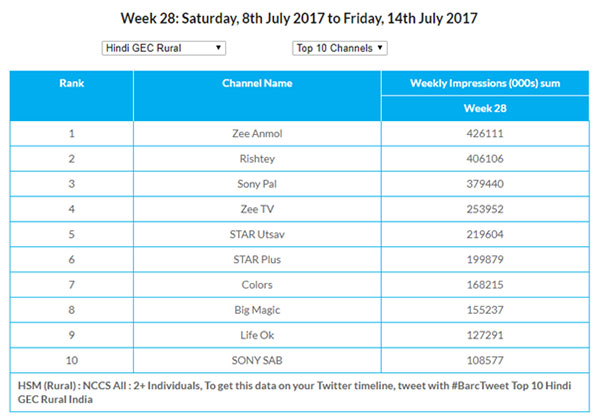 Week 28: Saturday, 8th July 2017 to Friday, 14th July 2017
Hindi GEC Rural Top 10 Channels
Rank Channel Name Weekly Impressions (000s) sum
Week 28
1 Zee Anmol 426111
2 Rishtey 406106
3 Sony Pal 379440
4 Zee TV 253952
5 STAR Utsav 219604
6 STAR Plus 199879
7 Colors 168215
8 Big Magic 155237
9 Life Ok 127291
10 SONY SAB 108577
HSM (Rural) : NCCS All : 2+ Individuals, To get this data on your Twitter timeline, tweet with #BarcTweet Top 10 Hindi
GEC Rural India